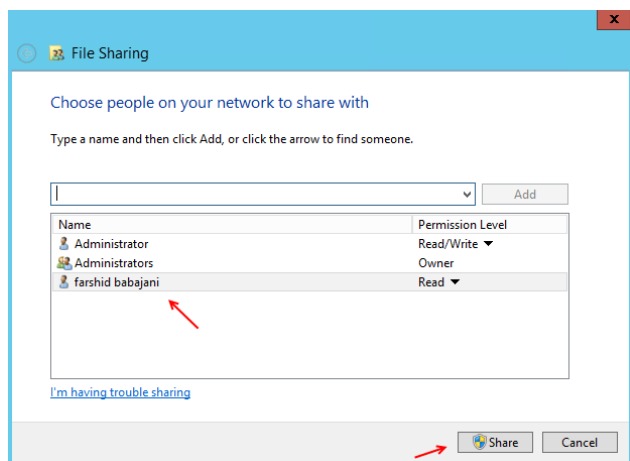 x
File Sharing
Choose people on your network to share with
Type a name and then click Add, or click the arrow to find someone.
Add
Name Permission Level
Administrator Read/Write
Administrators Owner
farshid babajani Read
I'm having trouble sharing
Share Cancel